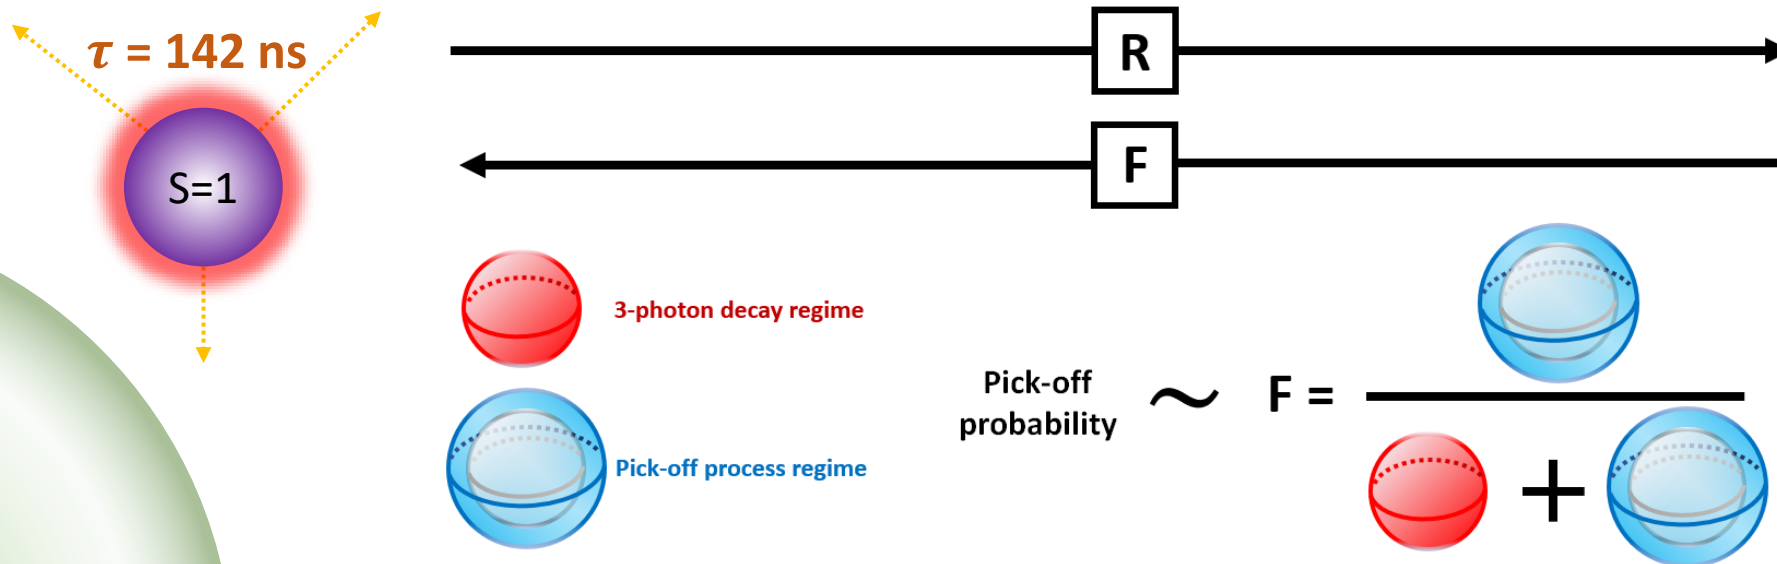 τ = 142 ns
S=1
R
F
3-photon decay regime
Pick-off process regime
Pick-off
probability
~ F =
+